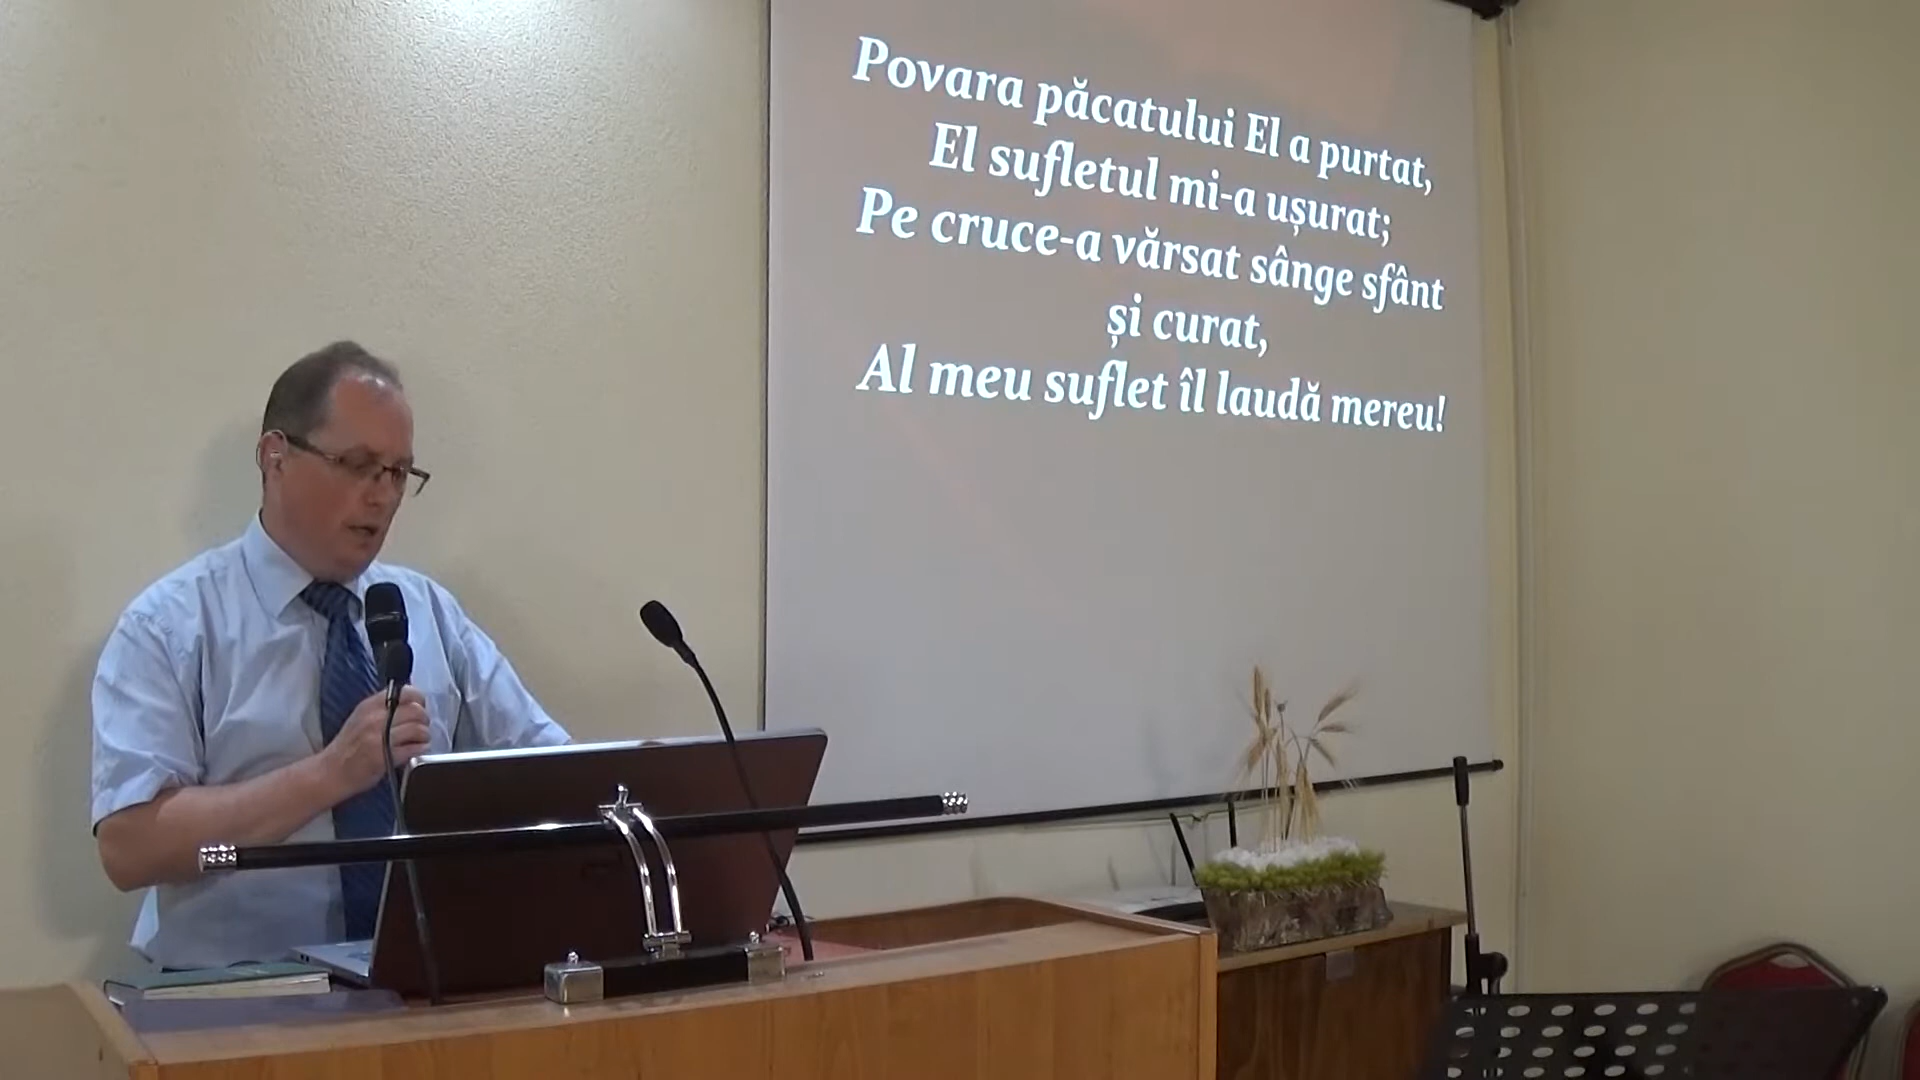 Povara păcatului El a purtat,
El sufletul mi-a ușurat;
Pe cruce-a vărsat sânge sfânt
și curat,
Al meu suflet îl laudă mereu!